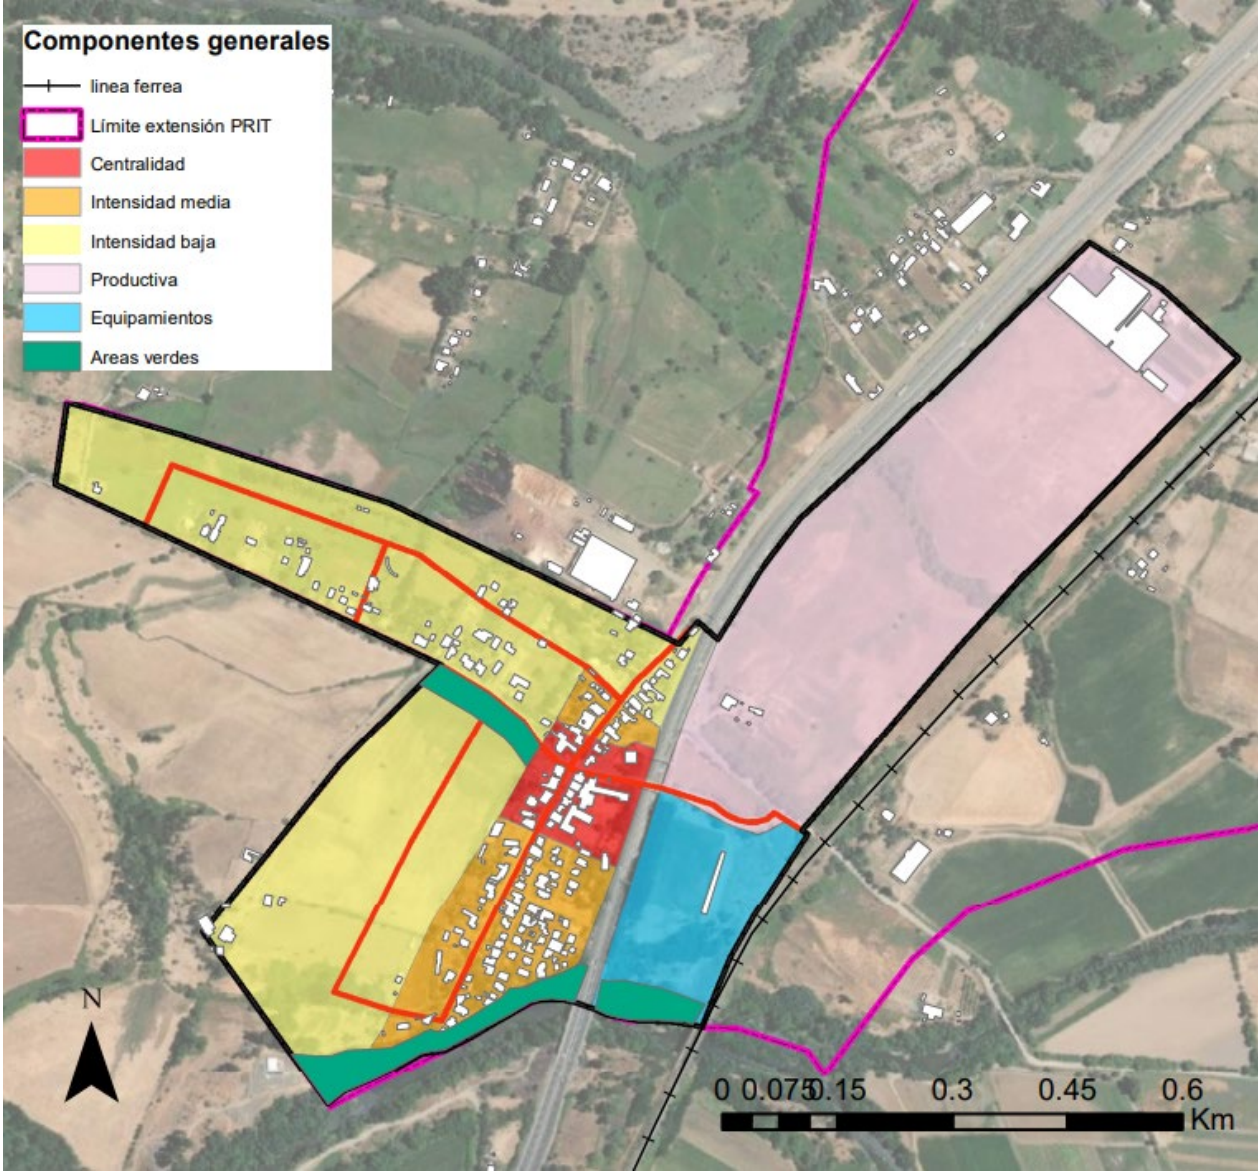 Componentes generales
linea ferrea
Límite extensión PRIT
Centralidad
Intensidad media
Intensidad baja
Productiva
Equipamientos
Areas verdes
N
0 0.075 0.15 0.3 0.45 0.6
Km